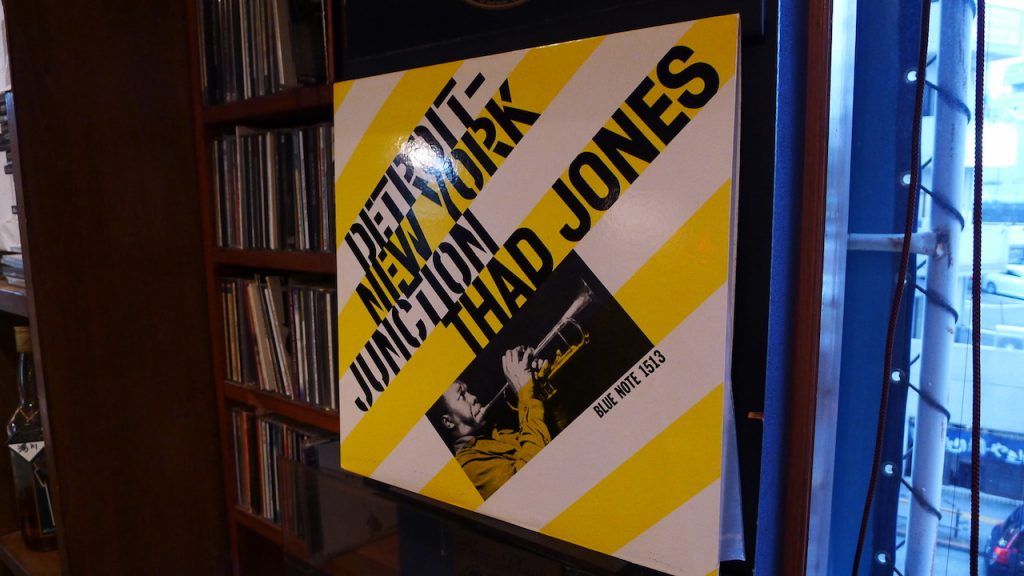 DETROIT-
NEW YORK
JUNCTION
THAD JONES
BLUE NOTE 1513